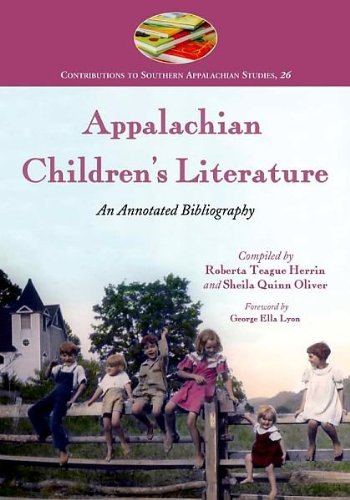 Contributions to Southern Appalachian Studies, 26
Appalachian
Children's Literature
An Annotated Bibliography
Compiled by
Roberta Teague Herrin
and Sheila Quinn Oliver
Foreword by
George Ella Lyon